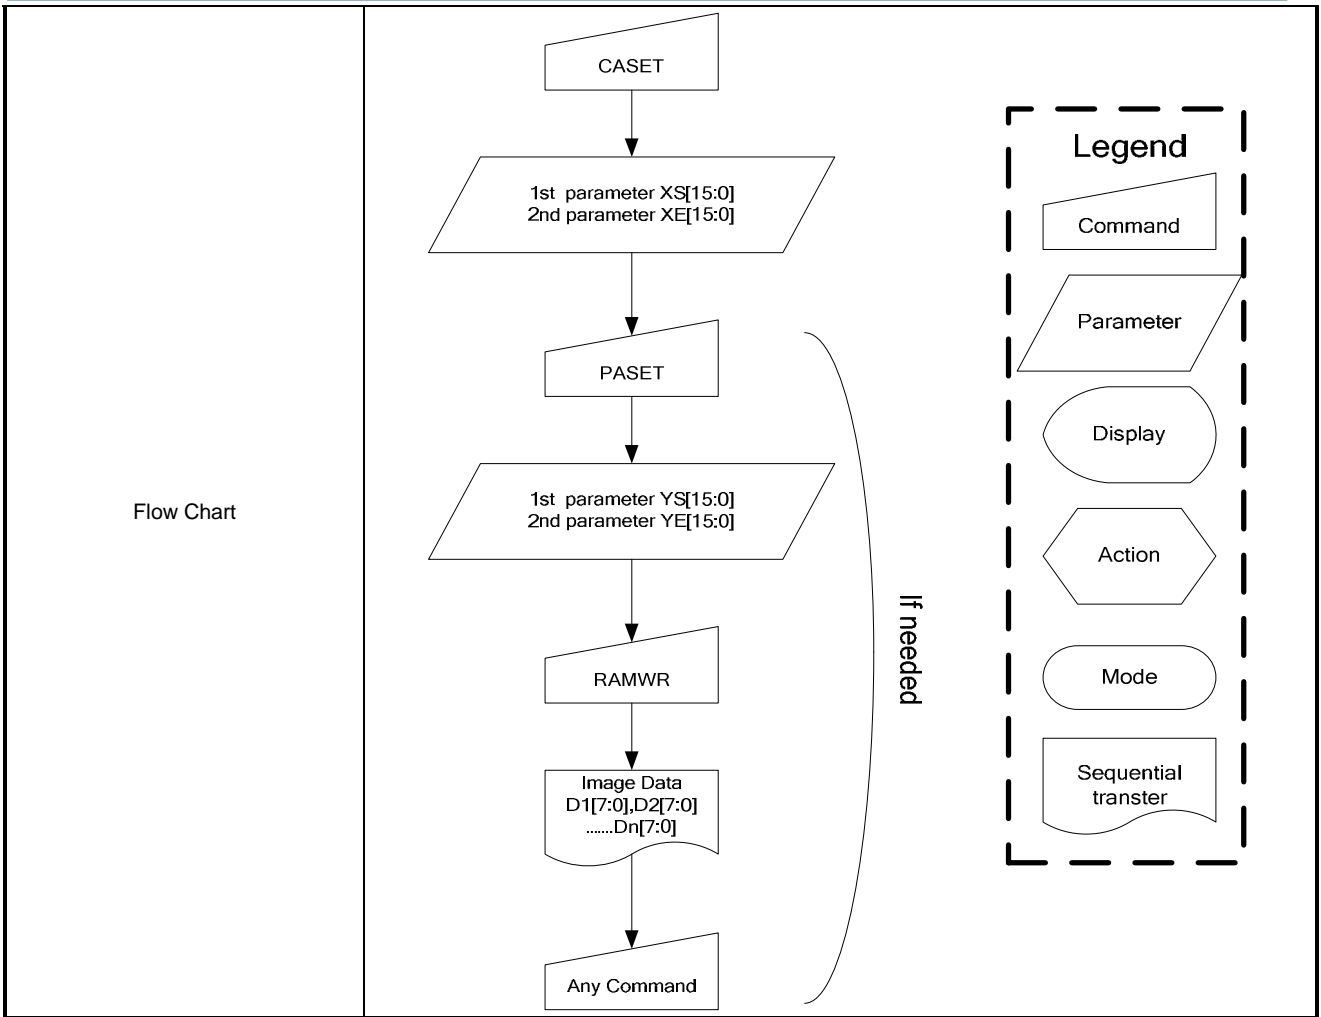 Flow Chart
CASET
1st parameter XS[15:0]
2nd parameter XE[15:0]
PASET
1st parameter YS[15:0]
2nd parameter YE[15:0]
RAMWR
Image Data
D1[7:0],D2[7:0]
.......Dn[7:0]
Any Command
If needed
Legend
Command
Parameter
Display
Action
Mode
Sequential
transter